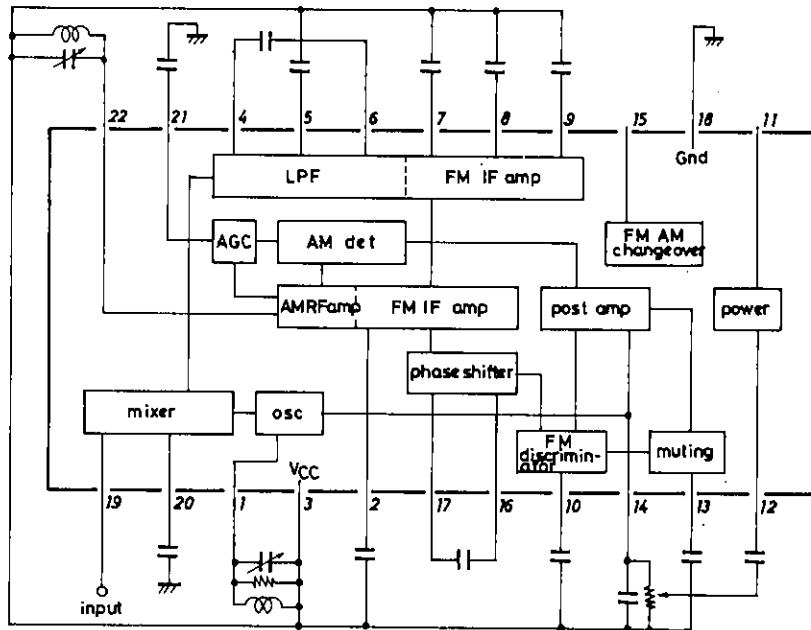 22 21 4 5 6 7 8 9 15 18 11
Gnd
LPF FM IF amp
AGC AM det
FM AM
changeover
AMRFamp FM IF amp post amp power
phase shifter
mixer osc
FM
discrimin-
ator
muting
VCC
19 20 1 3 2 17 16 10 14 13 12
input